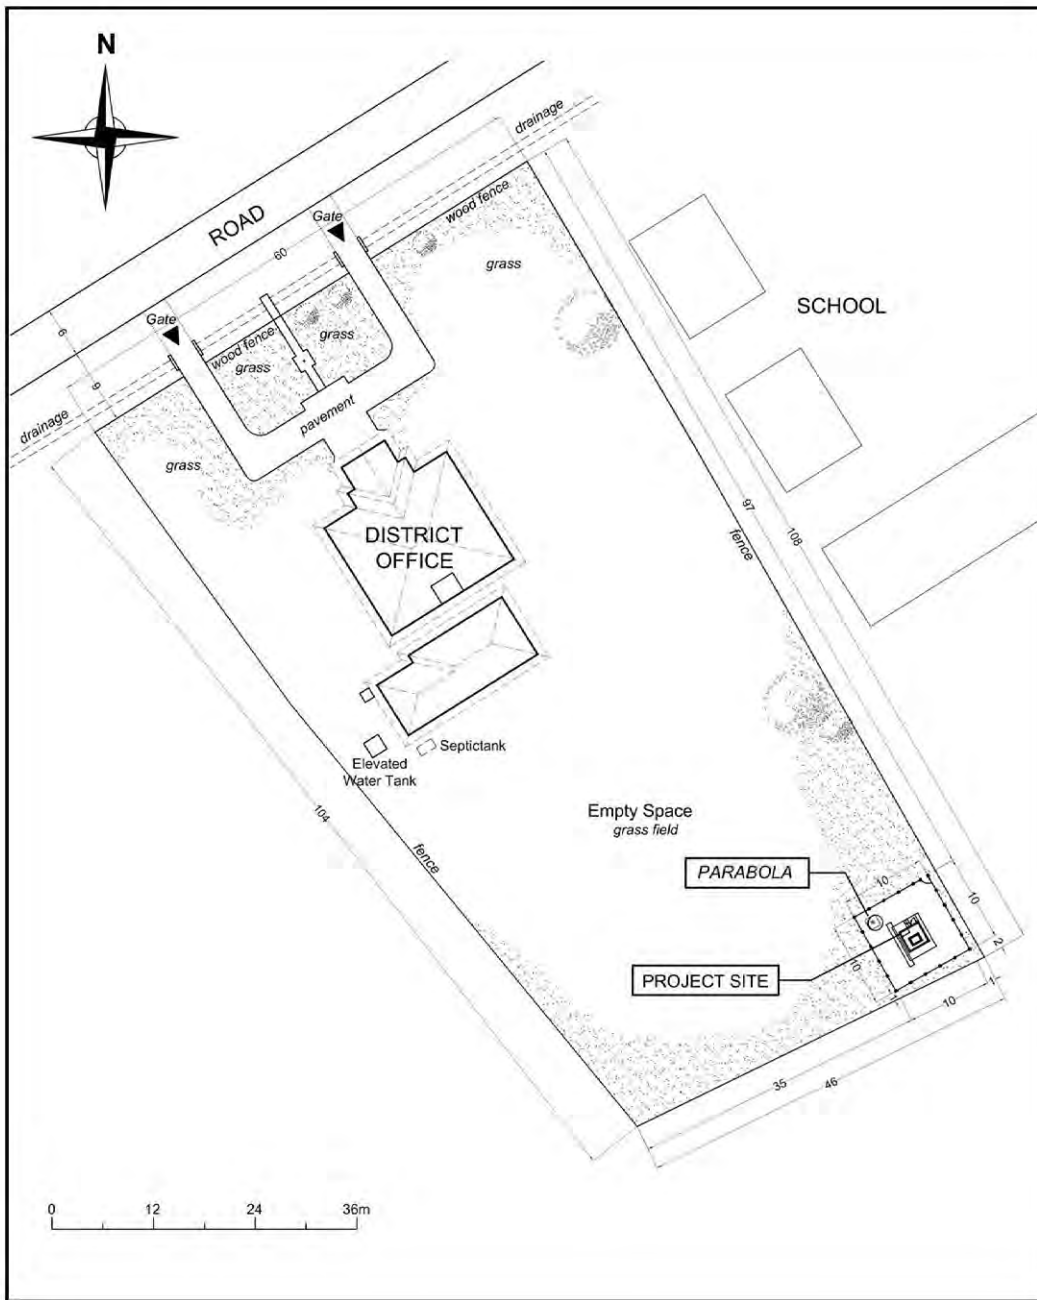 N
drainage
wood fence
Gate
ROAD
60
grass
Gate
SCHOOL
grass
wood fence
grass
6
9
drainage
pavement
grass
97
108
fence
DISTRICT
OFFICE
Septictank
Elevated
Water Tank
104
Empty Space
grass field
fence
PARABOLA
10
10
10
2
PROJECT SITE
1
10
35
46
0 12 24 36m